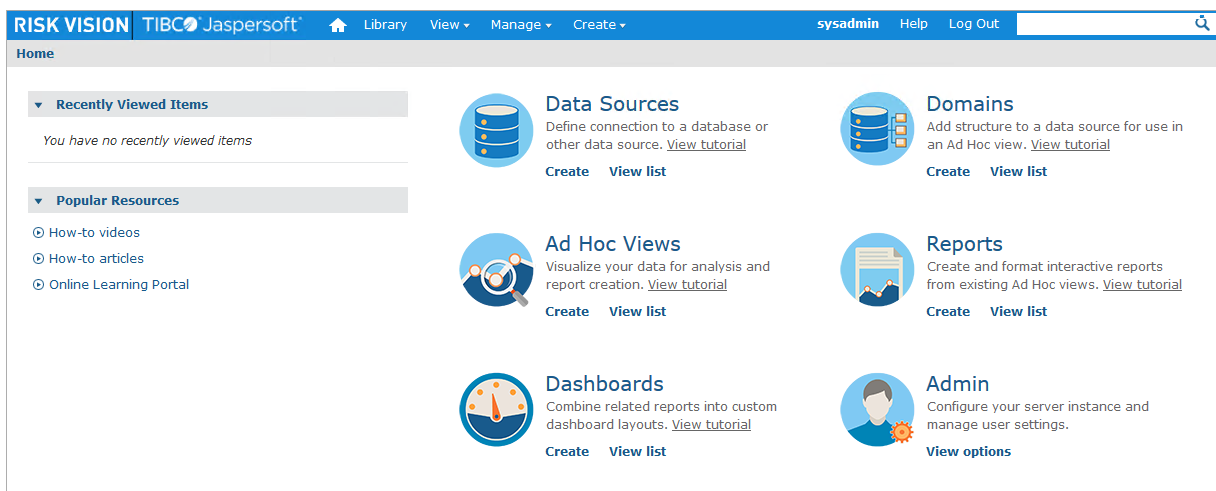 RISK VISION TIBCO Jaspersoft® Library View Manage Create sysadmin Help Log Out
Home
Recently Viewed Items
You have no recently viewed items
Popular Resources
How-to videos
How-to articles
Online Learning Portal
Data Sources
Define connection to a database or
other data source. View tutorial
Create View list
Domains
Add structure to a data source for use in
an Ad Hoc view. View tutorial
Create View list
Ad Hoc Views
Visualize your data for analysis and
report creation. View tutorial
Create View list
Reports
Create and format interactive reports
from existing Ad Hoc views. View tutorial
Create View list
Dashboards
Combine related reports into custom
dashboard layouts. View tutorial
Create View list
Admin
Configure your server instance and
manage user settings.
View options